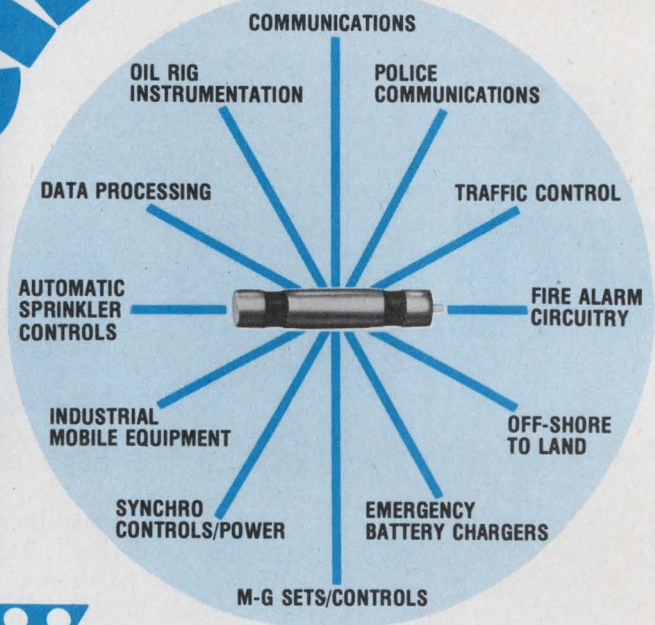 COMMUNICATIONS
OIL RIG
INSTRUMENTATION
POLICE
COMMUNICATIONS
DATA PROCESSING
TRAFFIC CONTROL
AUTOMATIC
SPRINKLER
CONTROLS
FIRE ALARM
CIRCUITRY
INDUSTRIAL
MOBILE EQUIPMENT
OFF-SHORE
TO LAND
SYNCHRO
CONTROLS/POWER
EMERGENCY
BATTERY CHARGERS
M-G SETS/CONTROLS